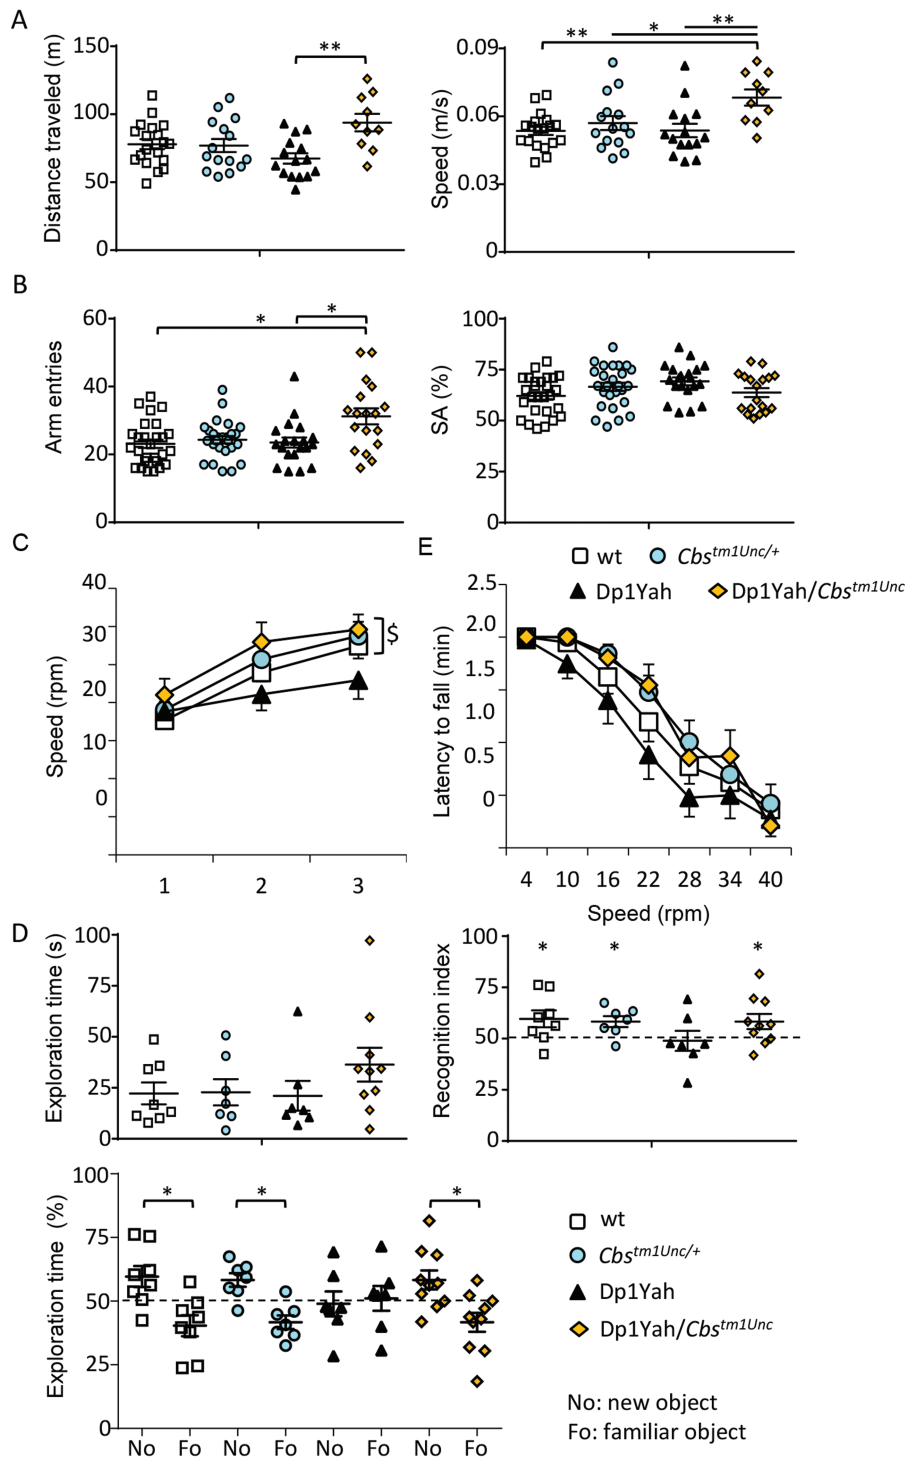 A
Distance traveled (m)
150
100
50
0
**
Speed (m/s)
0.09
0.06
0.03
0
**
*
**
B
Arm entries
60
40
20
0
*
*
SA (%)
100
75
50
25
0
C
Speed (rpm)
40
30
20
10
0
$
1 2 3
E
wt
Cbstm1Unc/+
Dp1Yah
Dp1Yah/Cbstm1Unc
Latency to fall (min)
2.5
2.0
1.5
1.0
0.5
0
4 10 16 22 28 34 40
Speed (rpm)
D
Exploration time (s)
100
75
50
25
0
Recognition index
100
75
50
25
0
* * *
Exploration time (%)
100
75
50
25
0
* * *
No Fo No Fo No Fo No Fo
wt
Cbstm1Unc/+
Dp1Yah
Dp1Yah/Cbstm1Unc
No: new object
Fo: familiar object